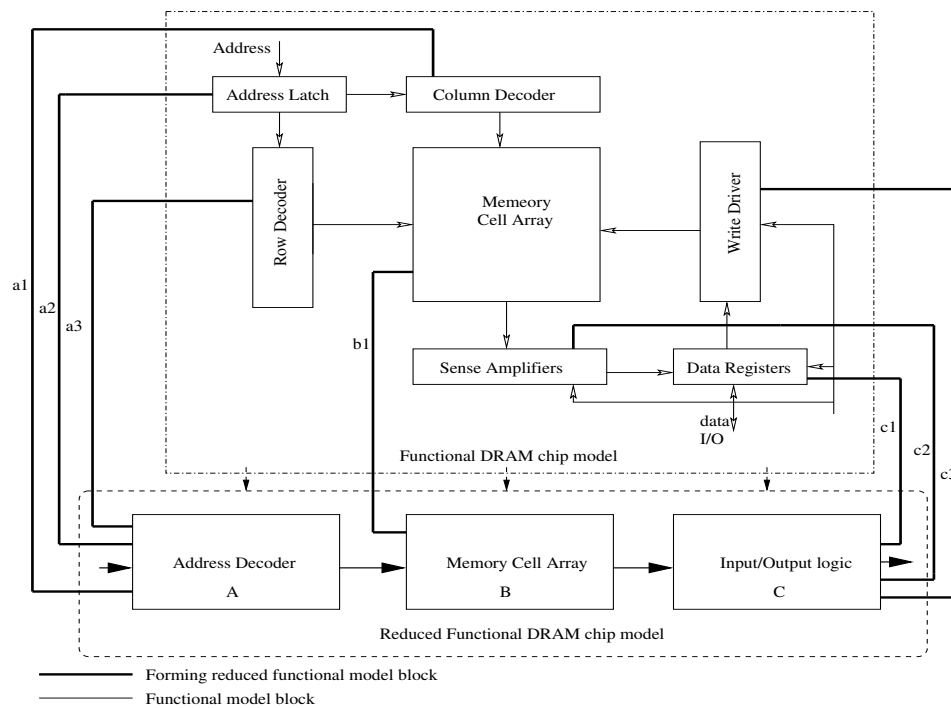 Address
Address Latch
Column Decoder
Row Decoder
Memeory
Cell Array
Write Driver
a1
a2
a3
b1
Sense Amplifiers
Data Registers
data
I/O
c1
c2
c3
Functional DRAM chip model
Address Decoder
A
Memory Cell Array
B
Input/Output logic
C
Reduced Functional DRAM chip model
Forming reduced functional model block
Functional model block